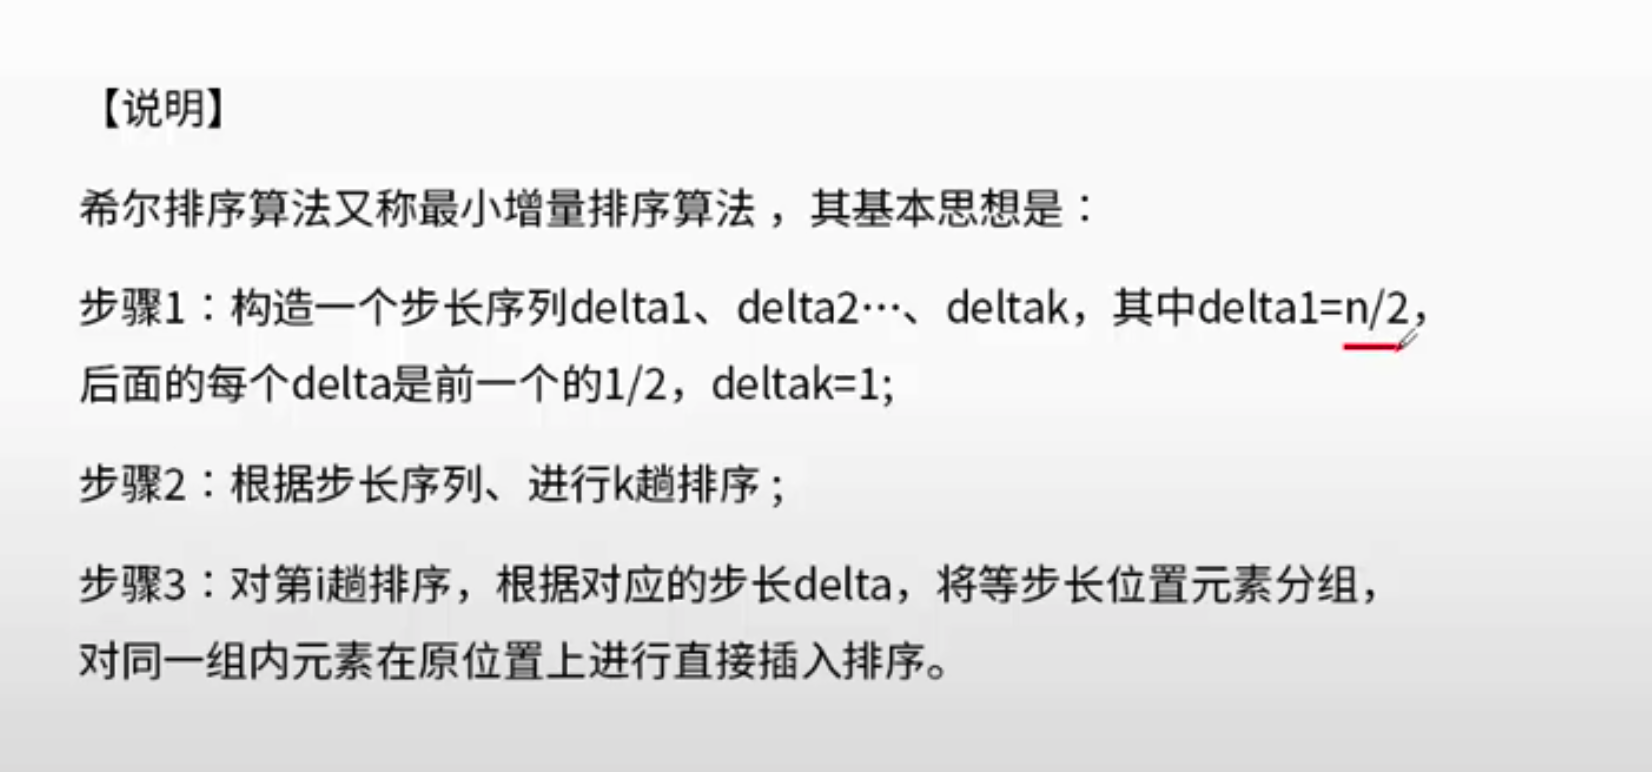 【说明】
希尔排序算法又称最小增量排序算法，其基本思想是：
步骤1：构造一个步长序列delta1、delta2…、deltak，其中delta1=n/2，
后面的每个delta是前一个的1/2，deltak=1;
步骤2：根据步长序列、进行k趟排序；
步骤3：对第i趟排序，根据对应的步长delta，将等步长位置元素分组，
对同一组内元素在原位置上进行直接插入排序。